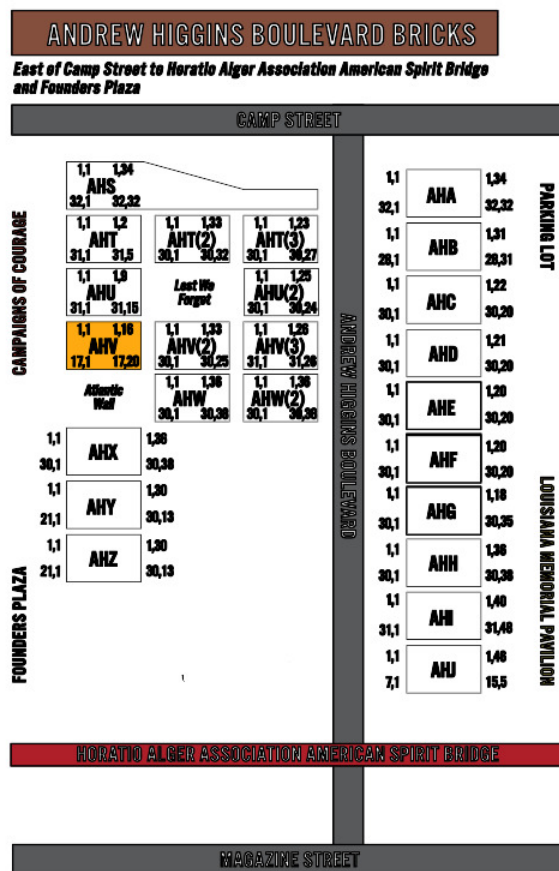 ANDREW HIGGINS BOULEVARD BRICKS
East of Camp Street to Horatio Alger Association American Spirit Bridge
and Founders Plaza
CAMP STREET
1,1 1,34
AHS
32,1 32,32
1,1 1,2
AHT
31,1 31,5
1,1 1,33
AHT(2)
30,1 30,32
1,1 1,23
AHT(3)
30,1 30,27
1,1 1,9
AHU
31,1 31,15
Lest We
Forget
1,1 1,25
AHU(2)
30,1 30,24
1,1 1,16
AHV
17,1 17,20
1,1 1,33
AHV(2)
30,1 30,25
1,1 1,26
AHV(3)
31,1 31,26
Atlantic
Wall
1,1 1,36
AHW
30,1 30,38
1,1 1,36
AHW(2)
30,1 30,38
1,1 1,36
AHX
30,1 30,38
1,1 1,30
AHY
21,1 30,13
1,1 1,30
AHZ
21,1 30,13
CAMPAIGNS OF COURAGE
FOUNDERS PLAZA
ANDREW HIGGINS BOULEVARD
1,1 1,34
AHA
32,1 32,32
1,1 1,31
AHB
28,1 28,31
1,1 1,22
AHC
30,1 30,20
1,1 1,21
AHD
30,1 30,20
1,1 1,20
AHE
30,1 30,20
1,1 1,20
AHF
30,1 30,20
1,1 1,18
AHG
30,1 30,35
1,1 1,36
AHH
30,1 30,38
1,1 1,40
AHI
31,1 31,48
1,1 1,46
AHJ
7,1 15,5
PARKING LOT
LOUISIANA MEMORIAL PAVILION
HORATIO ALGER ASSOCIATION AMERICAN SPIRIT BRIDGE
MAGAZINE STREET